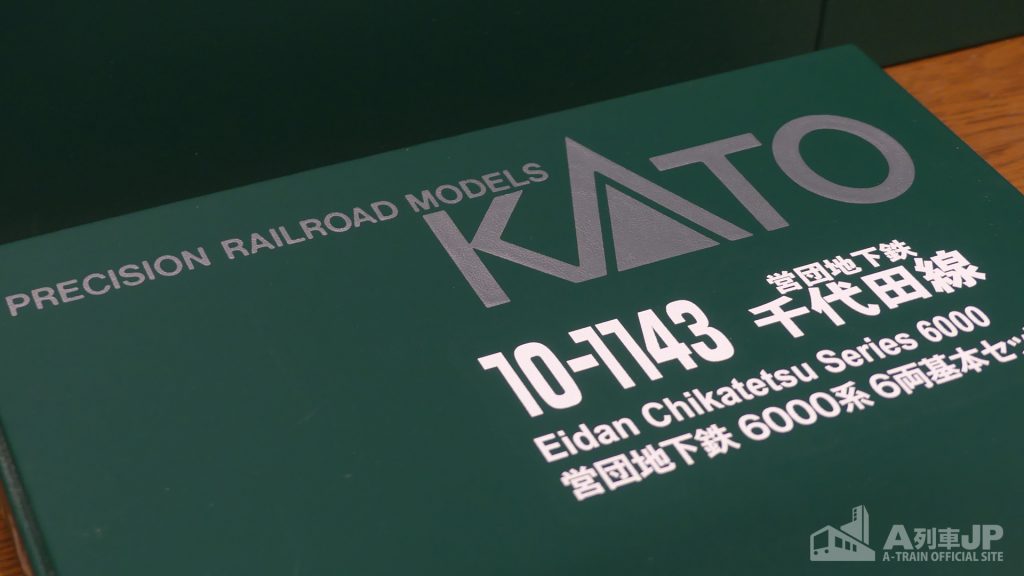 PRECISION RAILROAD MODELS
KATO
10-1143
営団地下鉄
千代田線
Eidan Chikatetsu Series 6000
営団地下鉄 6000系 6両基本セッ
A列車JP
A-TRAIN OFFICIAL SITE